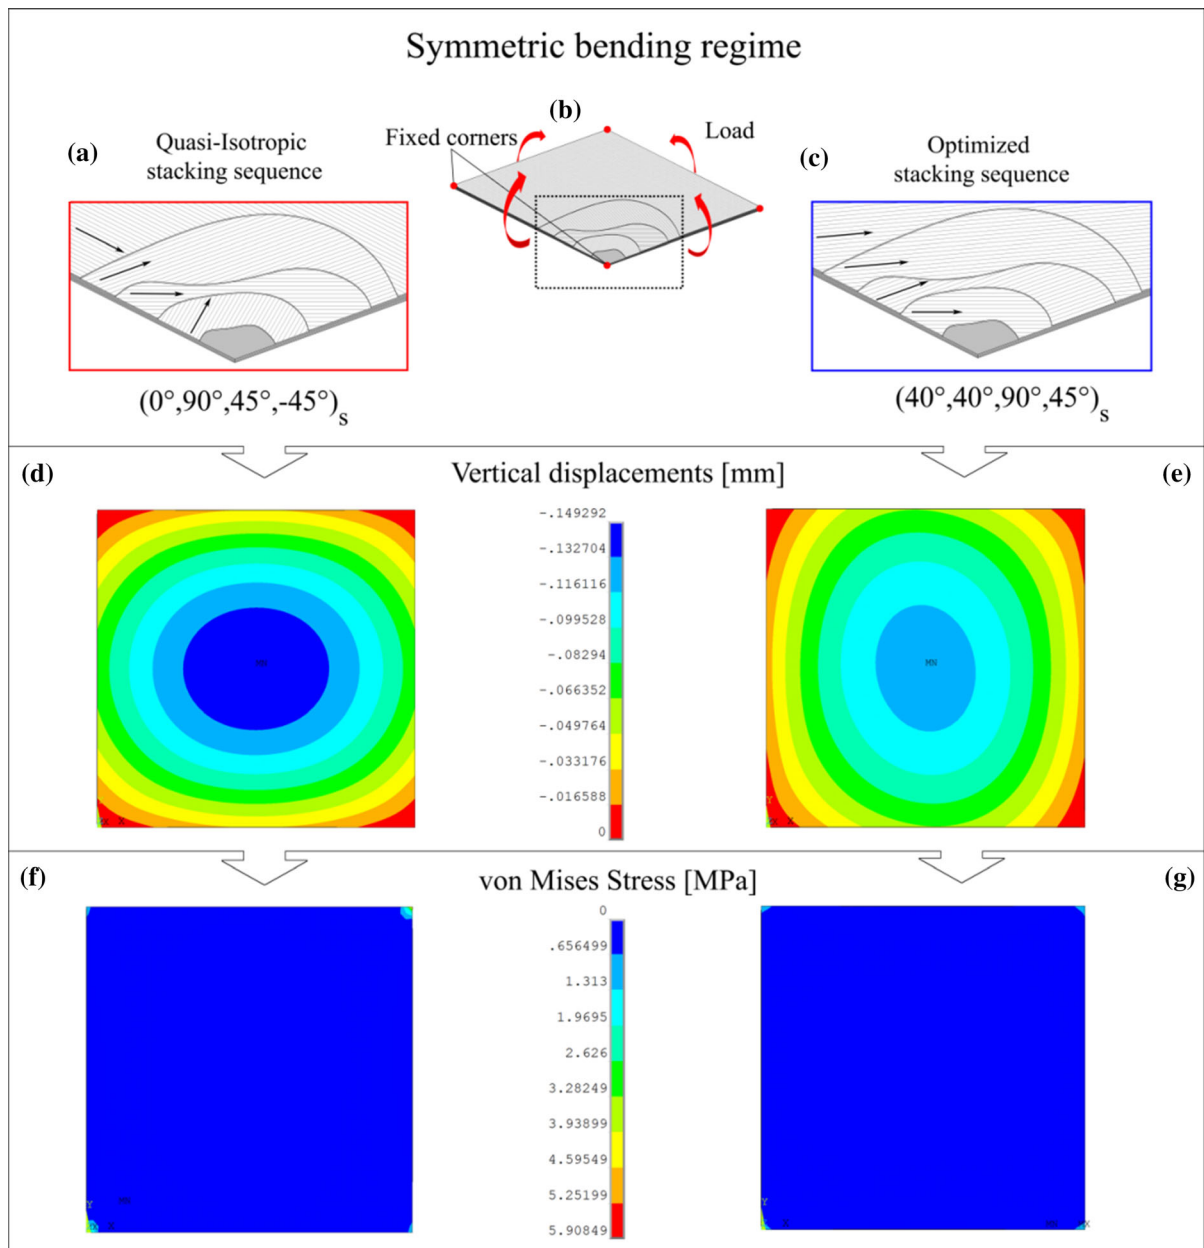 Symmetric bending regime
(a)
Quasi-Isotropic
stacking sequence
(b)
Fixed corners
Load
(c)
Optimized
stacking sequence
(0°,90°,45°,-45°)s
(40°,40°,90°,45°)s
(d)
Vertical displacements [mm]
(e)
-.149292
-.132704
-.116116
-.099528
-.08294
-.066352
-.049764
-.033176
-.016588
0
MN
X
MN
Y
X
(f)
von Mises Stress [MPa]
(g)
0
.656499
1.313
1.9695
2.626
3.28249
3.93899
4.59549
5.25199
5.90849
Y
MN
X
Y
X
MN
X